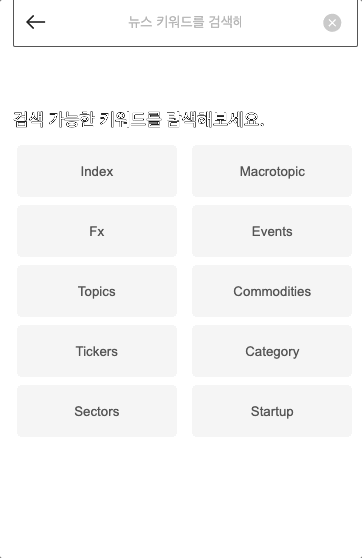 뉴스 키워드를 검색하
검색 가능한 키워드를 탐색해보세요.
Index
Macrotopic
Fx
Events
Topics
Commodities
Tickers
Category
Sectors
Startup